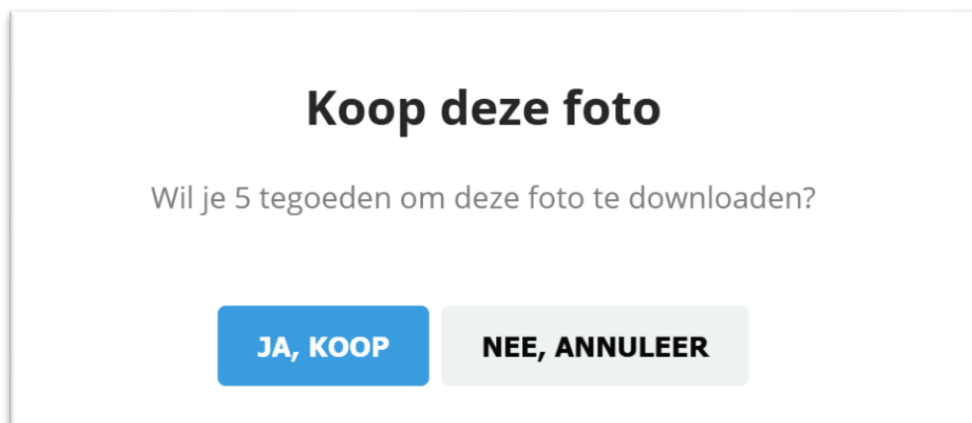 Koop deze foto
Wil je 5 tegoeden om deze foto te downloaden?
JA, KOOP
NEE, ANNULEER